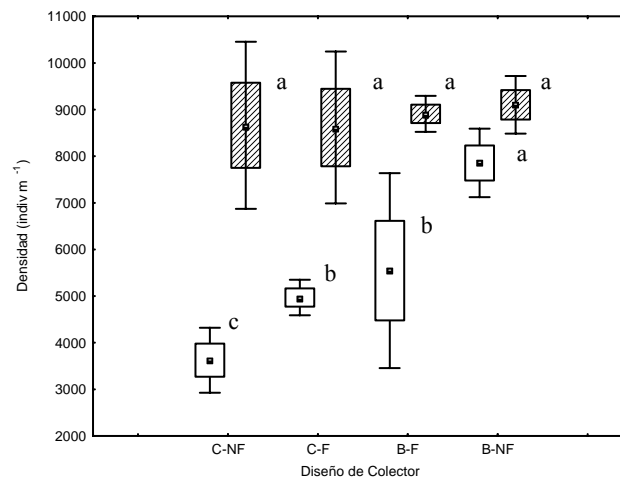 11000
10000
9000
8000
7000
6000
5000
4000
3000
2000
Densidad (indiv m -1)
a
a
a
a
a
b
b
c
C-NF
C-F
B-F
B-NF
Diseño de Colector